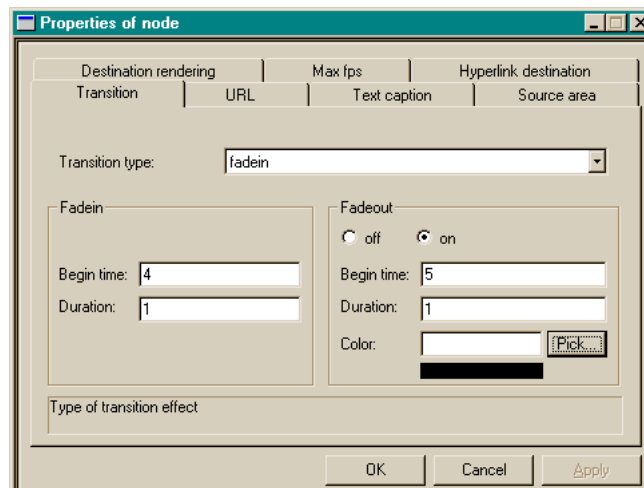 Properties of node
Destination rendering Max fps Hyperlink destination
Transition URL Text caption Source area
Transition type: fadein
Fadein Fadeout
off on
Begin time: 4 Begin time: 5
Duration: 1 Duration: 1
Color: Pick...
Type of transition effect
OK Cancel Apply